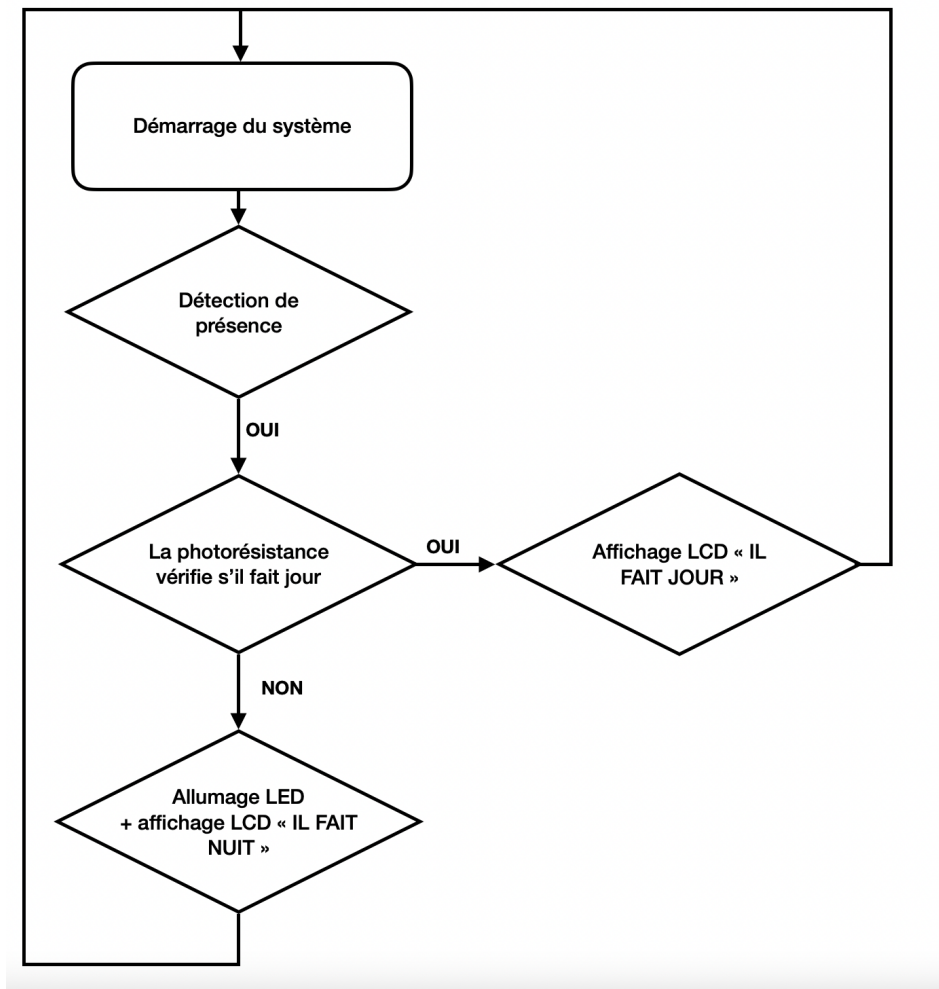 Démarrage du système
Détection de
présence
OUI
La photorésistance
vérifie s'il fait jour
OUI
Affichage LCD « IL
FAIT JOUR »
NON
Allumage LED
+ affichage LCD « IL FAIT
NUIT »